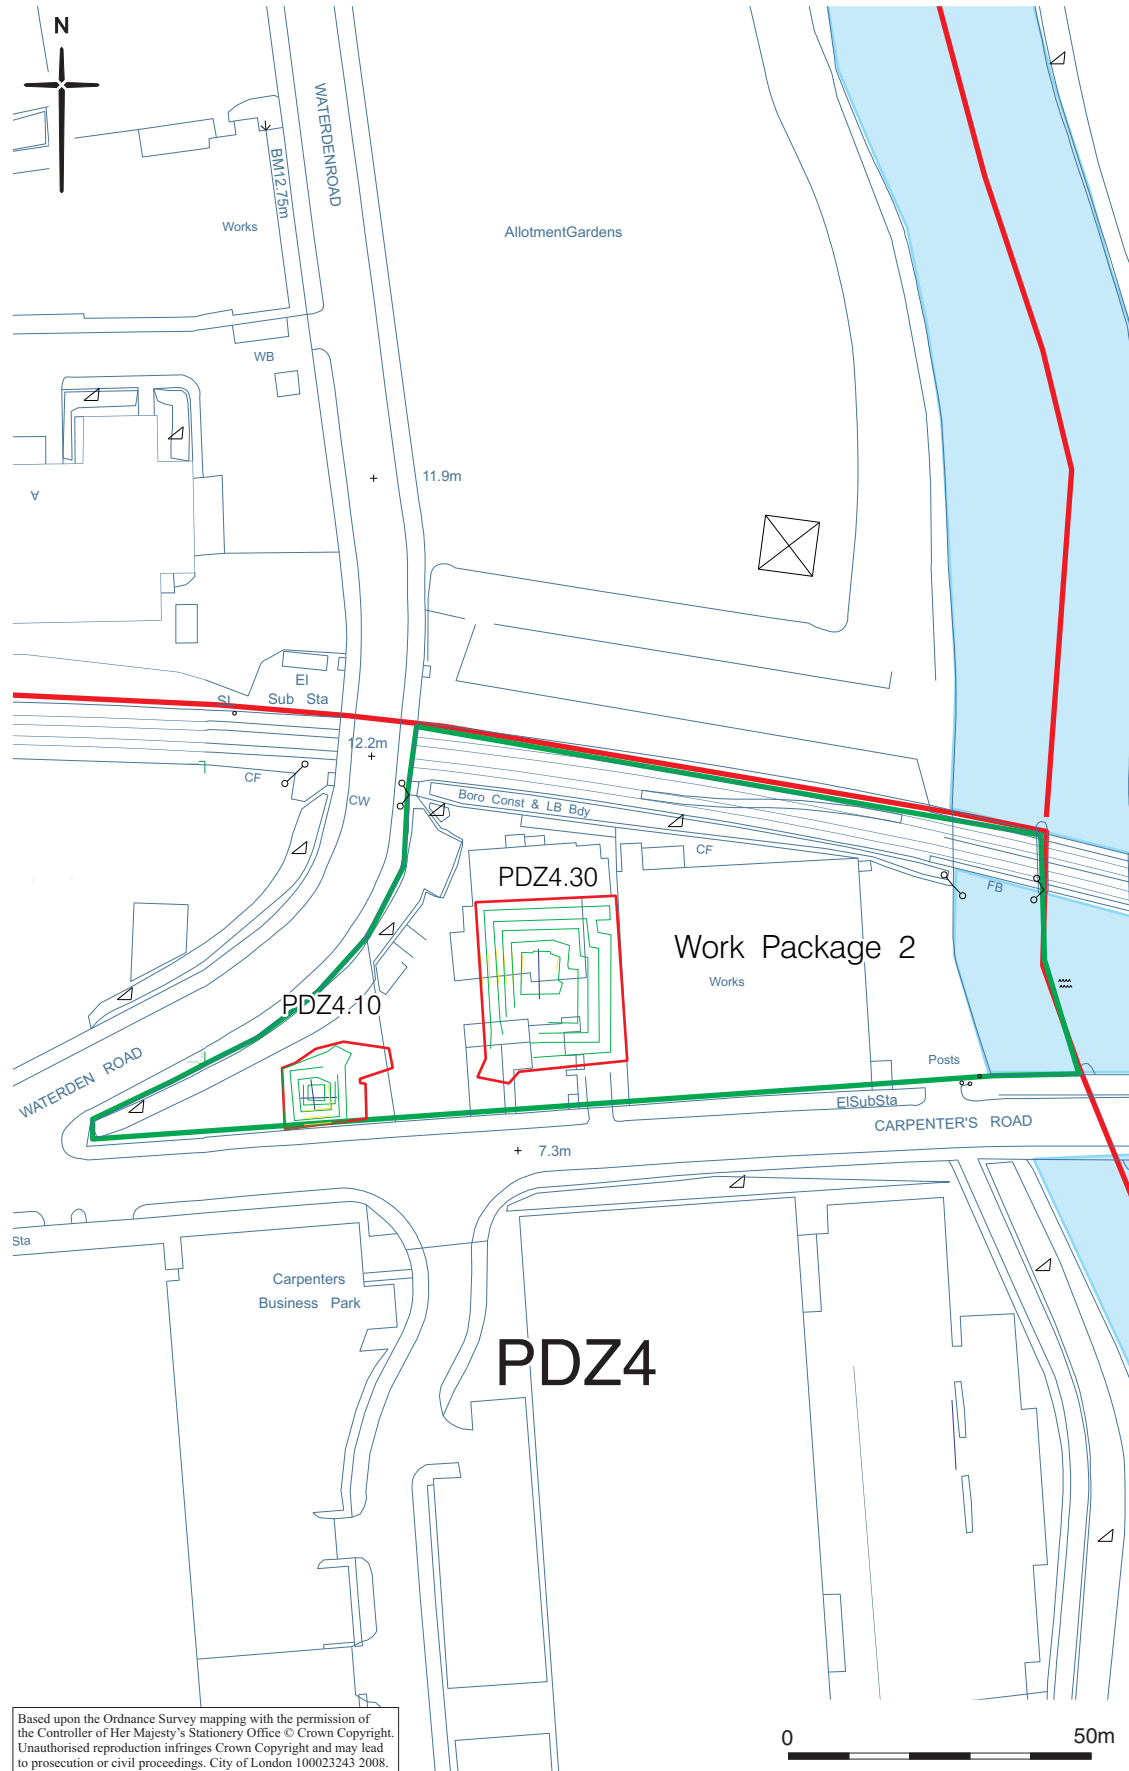 N
WATERDENROAD
BM12.75m
Works
AllotmentGardens
WB
11.9m
A
El
Sub Sta
SL
12.2m
CF
CW
Boro Const & LB Bdy
CF
PDZ4.30
FB
Work Package 2
Works
PDZ4.10
WATERDEN ROAD
Posts
ElSubSta
CARPENTER'S ROAD
7.3m
Sta
Carpenters
Business Park
PDZ4
Based upon the Ordnance Survey mapping with the permission of
the Controller of Her Majesty's Stationery Office © Crown Copyright.
Unauthorised reproduction infringes Crown Copyright and may lead
to prosecution or civil proceedings. City of London 100023243 2008.
0 50m